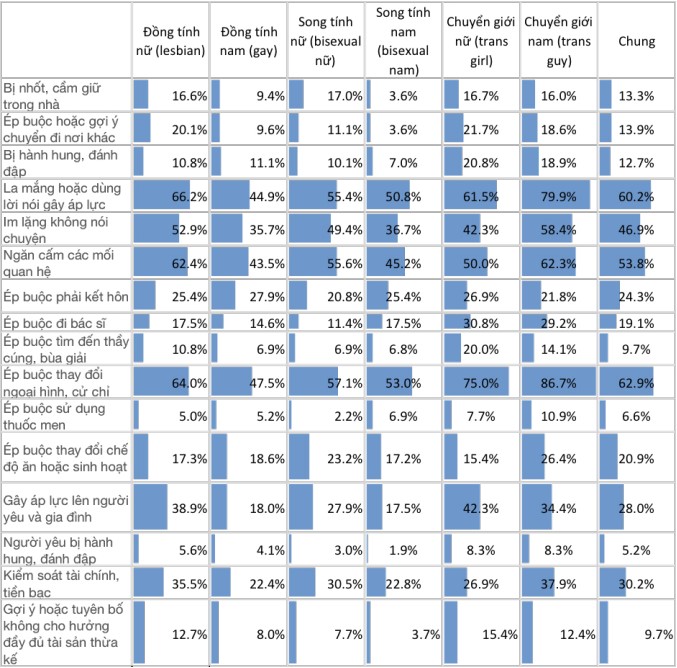 Đồng tính nữ (lesbian) Đồng tính nam (gay) Song tính nữ (bisexual nữ) Song tính nam (bisexual nam) Chuyển giới nữ (trans girl) Chuyển giới nam (trans guy) Chung
Bị nhốt, cầm giữ trong nhà 16.6% 9.4% 17.0% 3.6% 16.7% 16.0% 13.3%
Ép buộc hoặc gợi ý chuyển đi nơi khác 20.1% 9.6% 11.1% 3.6% 21.7% 18.6% 13.9%
Bị hành hung, đánh đập 10.8% 11.1% 10.1% 7.0% 20.8% 18.9% 12.7%
La mắng hoặc dùng lời nói gây áp lực 66.2% 44.9% 55.4% 50.8% 61.5% 79.9% 60.2%
Im lặng không nói chuyện 52.9% 35.7% 49.4% 36.7% 42.3% 58.4% 46.9%
Ngăn cấm các mối quan hệ 62.4% 43.5% 55.6% 45.2% 50.0% 62.3% 53.8%
Ép buộc phải kết hôn 25.4% 27.9% 20.8% 25.4% 26.9% 21.8% 24.3%
Ép buộc đi bác sĩ 17.5% 14.6% 11.4% 17.5% 30.8% 29.2% 19.1%
Ép buộc tìm đến thầy cúng, bùa giải 10.8% 6.9% 6.9% 6.8% 20.0% 14.1% 9.7%
Ép buộc thay đổi ngoại hình, cử chỉ 64.0% 47.5% 57.1% 53.0% 75.0% 86.7% 62.9%
Ép buộc sử dụng thuốc men 5.0% 5.2% 2.2% 6.9% 7.7% 10.9% 6.6%
Ép buộc thay đổi chế độ ăn hoặc sinh hoạt 17.3% 18.6% 23.2% 17.2% 15.4% 26.4% 20.9%
Gây áp lực lên người yêu và gia đình 38.9% 18.0% 27.9% 17.5% 42.3% 34.4% 28.0%
Người yêu bị hành hung, đánh đập 5.6% 4.1% 3.0% 1.9% 8.3% 8.3% 5.2%
Kiểm soát tài chính, tiền bạc 35.5% 22.4% 30.5% 22.8% 26.9% 37.9% 30.2%
Gợi ý hoặc tuyên bố không cho hưởng đầy đủ tài sản thừa kế 12.7% 8.0% 7.7% 3.7% 15.4% 12.4% 9.7%